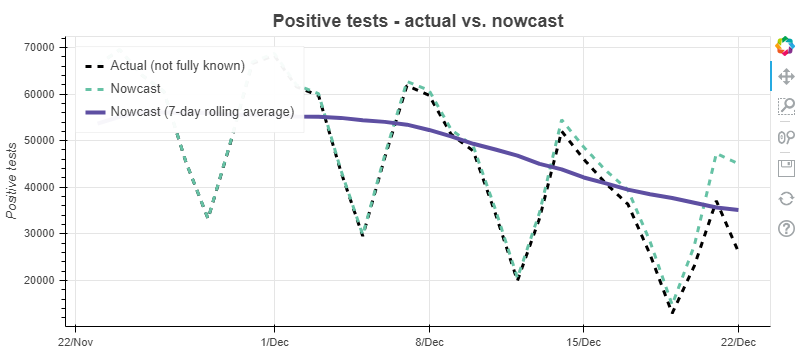 Positive tests - actual vs. nowcast
70000
60000
50000
40000
30000
20000
Positive tests
Actual (not fully known)
Nowcast
Nowcast (7-day rolling average)
22/Nov
1/Dec
8/Dec
15/Dec
22/Dec